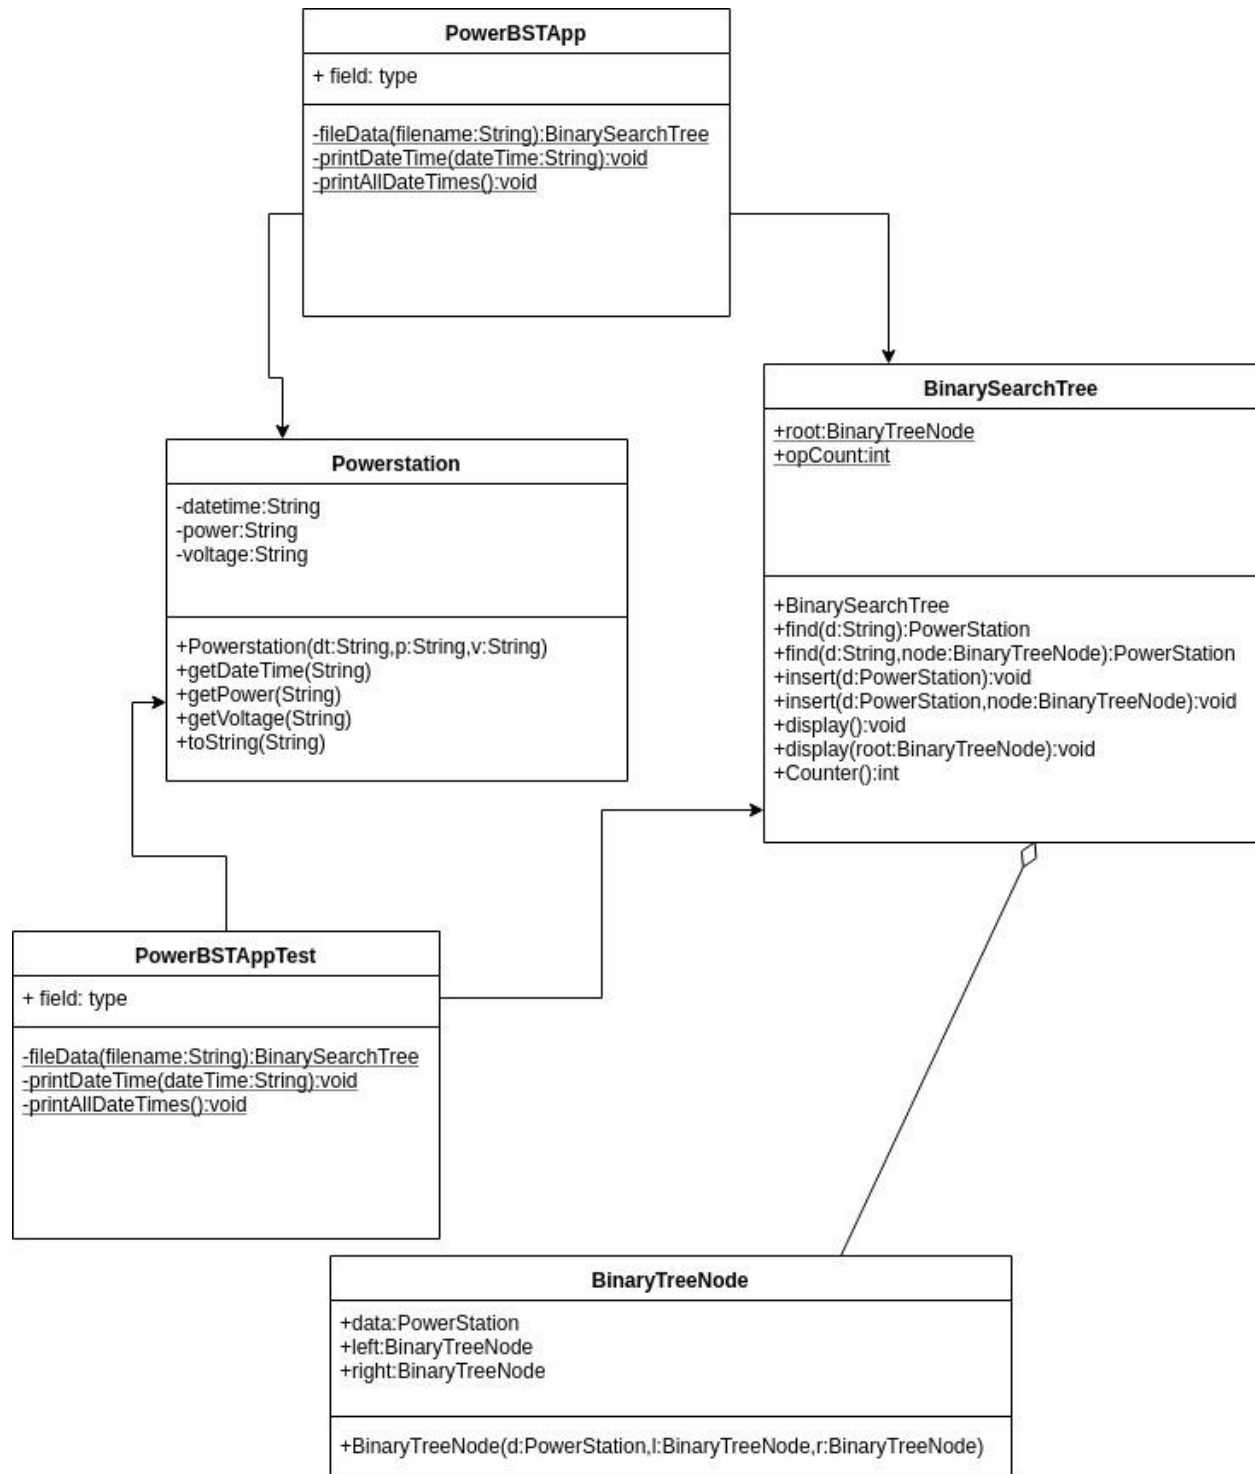 PowerBSTApp
+ field: type
-fileData(filename:String):BinarySearchTree
-printDateTime(dateTime:String):void
-printAllDateTimes():void
BinarySearchTree
+root:BinaryTreeNode
+opCount:int
+BinarySearchTree
+find(d:String):PowerStation
+find(d:String,node:BinaryTreeNode):PowerStation
+insert(d:PowerStation):void
+insert(d:PowerStation,node:BinaryTreeNode):void
+display():void
+display(root:BinaryTreeNode):void
+Counter():int
Powerstation
-datetime:String
-power:String
-voltage:String
+Powerstation(dt:String,p:String,v:String)
+getDateTime(String)
+getPower(String)
+getVoltage(String)
+toString(String)
PowerBSTAppTest
+ field: type
-fileData(filename:String):BinarySearchTree
-printDateTime(dateTime:String):void
-printAllDateTimes():void
BinaryTreeNode
+data:PowerStation
+left:BinaryTreeNode
+right:BinaryTreeNode
+BinaryTreeNode(d:PowerStation,l:BinaryTreeNode,r:BinaryTreeNode)